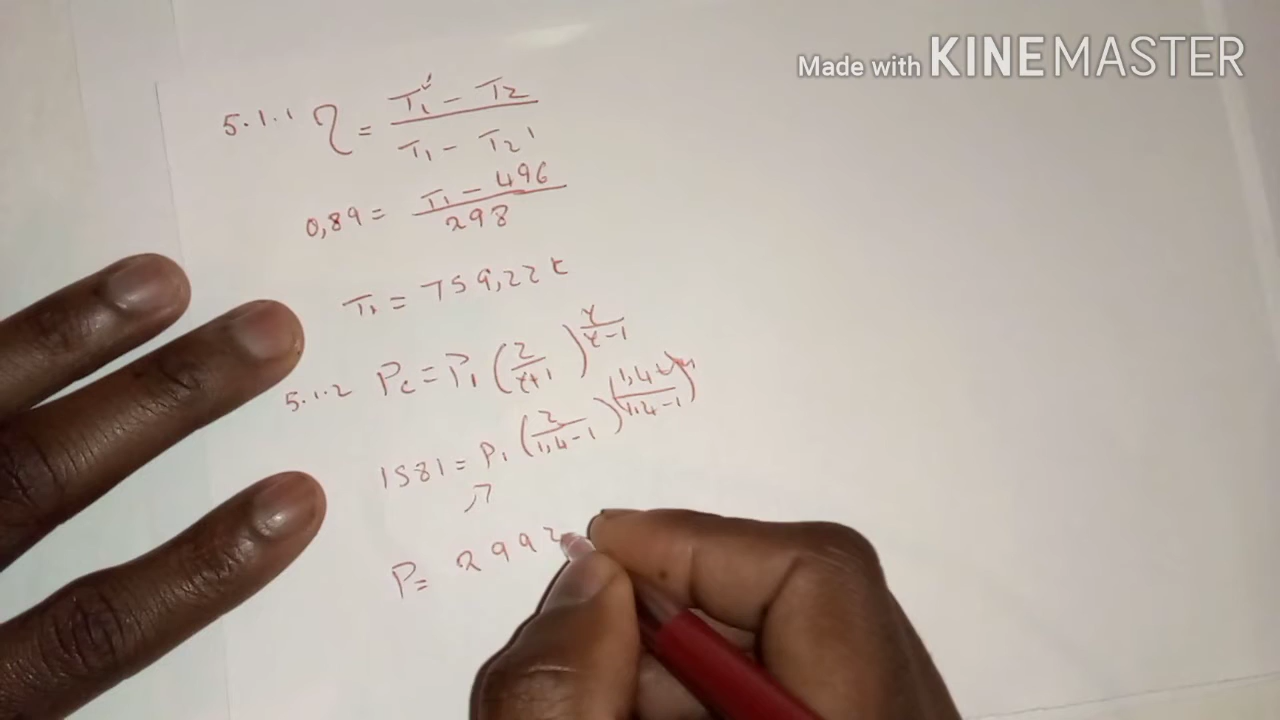 Made with KINEMASTER
5.1.1 η = (T₁ - T₂) / (T₁ - T₂')
0,89 = (T₁ - 496) / 298
T₁ = 759,22 K
5.1.2 Pc = P₁ (2 / (γ+1))^(γ / (γ-1))
1581 = P₁ (2 / (1,4-1))^(1,4 / (1,4-1))
P = 2992